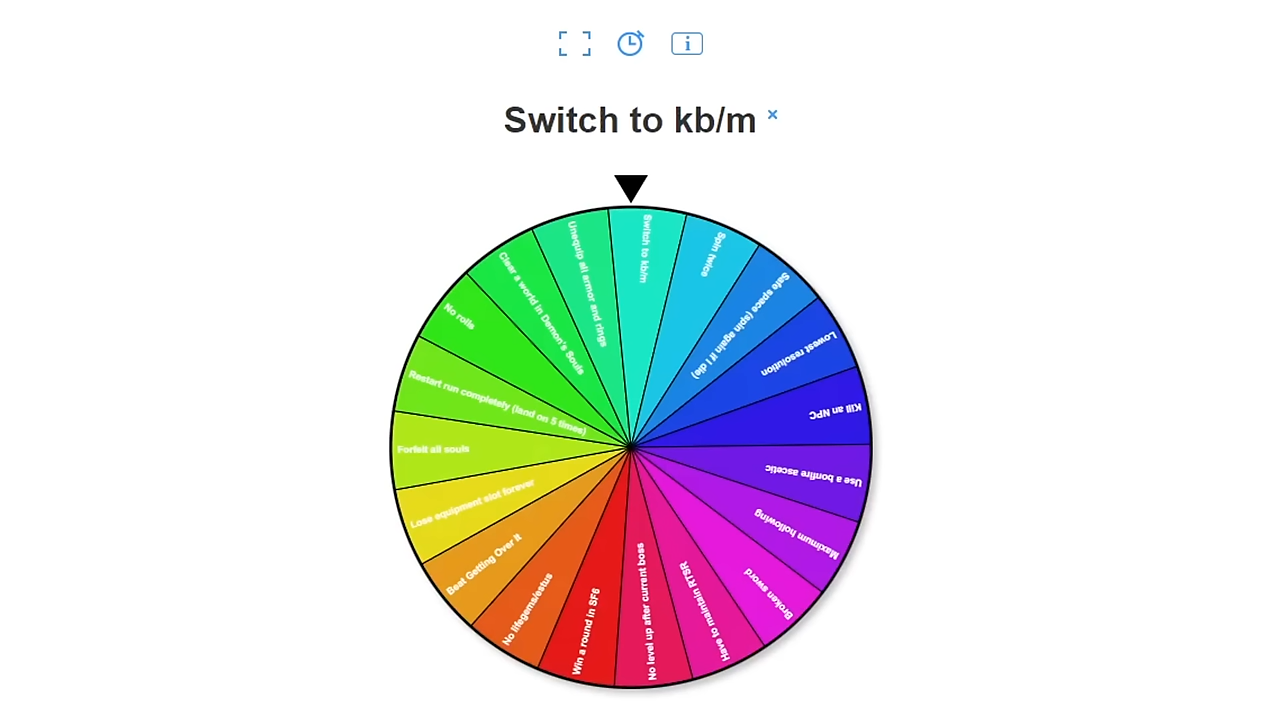 Switch to kb/m ×
Switch to kb/m
Spin twice
Safe space (spin again if I die)
Lowest resolution
Kill an NPC
Use a bonfire ascetic
Maximum hollowing
Broken sword
Have to maintain RTSR
No level up after current boss
Win a round in SF6
No lifegems/estus
Beat Getting Over It
Lose equipment slot forever
Forfeit all souls
Restart run completely (land on 5 times)
No rolls
Clear a world in Demon's Souls
Unequip all armor and rings